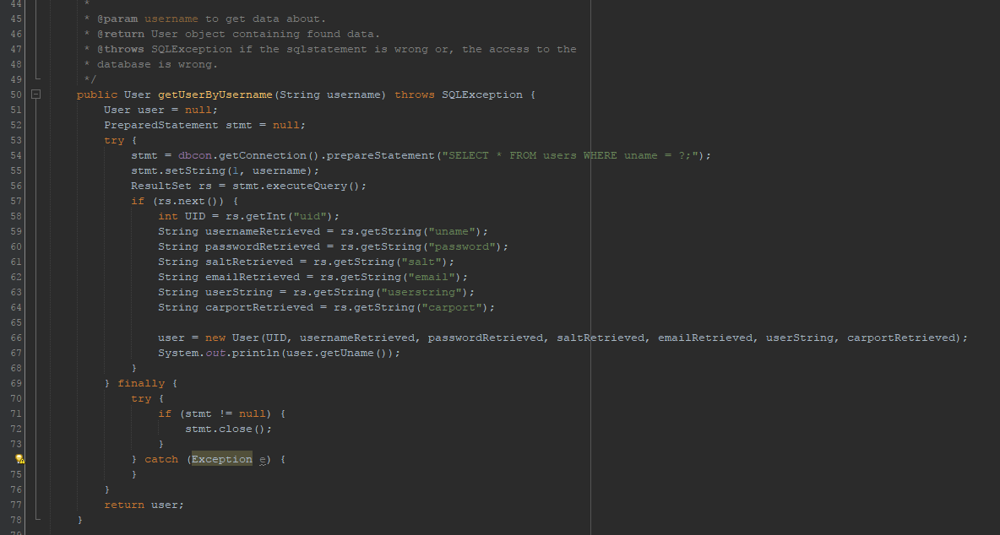 44 *
45 * @param username to get data about.
46 * @return User object containing found data.
47 * @throws SQLException if the sqlstatement is wrong or, the access to the
48 * database is wrong.
49 */
50 public User getUserByUsername(String username) throws SQLException {
51 User user = null;
52 PreparedStatement stmt = null;
53 try {
54 stmt = dbcon.getConnection().prepareStatement("SELECT * FROM users WHERE uname = ?;");
55 stmt.setString(1, username);
56 ResultSet rs = stmt.executeQuery();
57 if (rs.next()) {
58 int UID = rs.getInt("uid");
59 String usernameRetrieved = rs.getString("uname");
60 String passwordRetrieved = rs.getString("password");
61 String saltRetrieved = rs.getString("salt");
62 String emailRetrieved = rs.getString("email");
63 String userString = rs.getString("userstring");
64 String carportRetrieved = rs.getString("carport");
65
66 user = new User(UID, usernameRetrieved, passwordRetrieved, saltRetrieved, emailRetrieved, userString, carportRetrieved);
67 System.out.println(user.getUname());
68 }
69 } finally {
70 try {
71 if (stmt != null) {
72 stmt.close();
73 }
} catch (Exception e) {
75 }
76 }
77 return user;
78 }
79